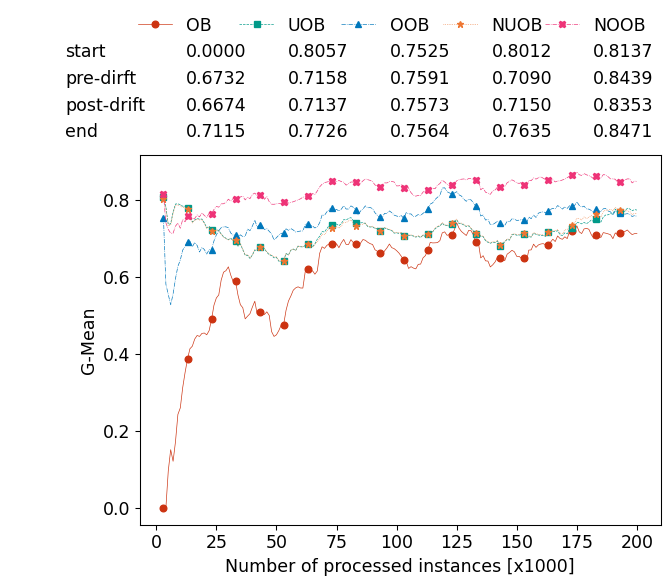 OB UOB OOB NUOB NOOB
start 0.0000 0.8057 0.7525 0.8012 0.8137
pre-dirft 0.6732 0.7158 0.7591 0.7090 0.8439
post-drift 0.6674 0.7137 0.7573 0.7150 0.8353
end 0.7115 0.7726 0.7564 0.7635 0.8471
0.8
0.6
0.4
0.2
0.0
G-Mean
0 25 50 75 100 125 150 175 200
Number of processed instances [x1000]